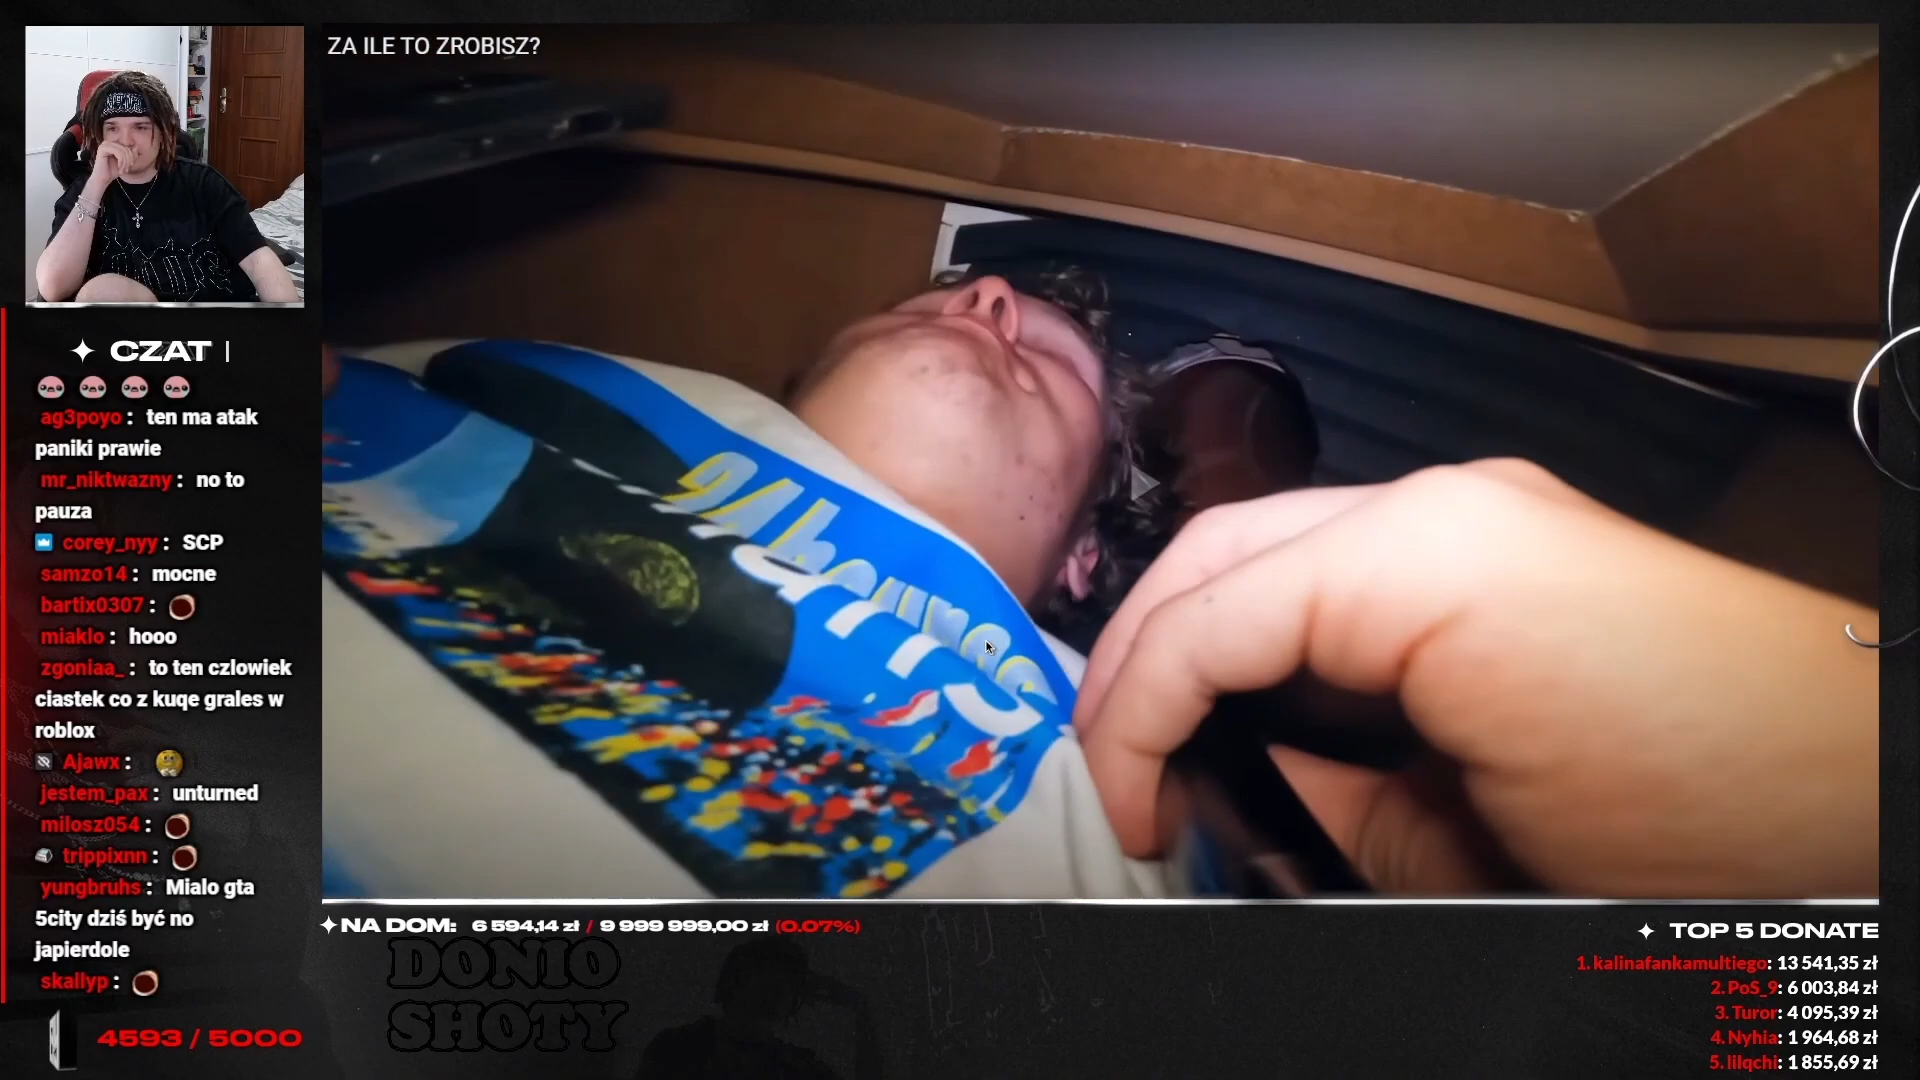 ZA ILE TO ZROBISZ?
CZAT
ag3poyo : ten ma atak
paniki prawie
mr_niktwazny : no to
pauza
corey_nyy : SCP
samzo14 : mocne
bartix0307 :
miaklo : hooo
zgoniaa_ : to ten czlowiek
ciastek co z kuqe grales w
roblox
Ajawx :
jestem_pax : unturned
milosz054 :
trippixnn :
yungbruhs : Mialo gta
5city dziś być no
japierdole
skallyp :
4593 / 5000
NA DOM: 6 594,14 zł / 9 999 999,00 zł (0.07%)
DONIO
SHOTY
TOP 5 DONATE
1. kalinafankamultiego: 13 541,35 zł
2. PoS_9: 6 003,84 zł
3. Turor: 4 095,39 zł
4. Nyhia: 1 964,68 zł
5. lilqchi: 1 855,69 zł